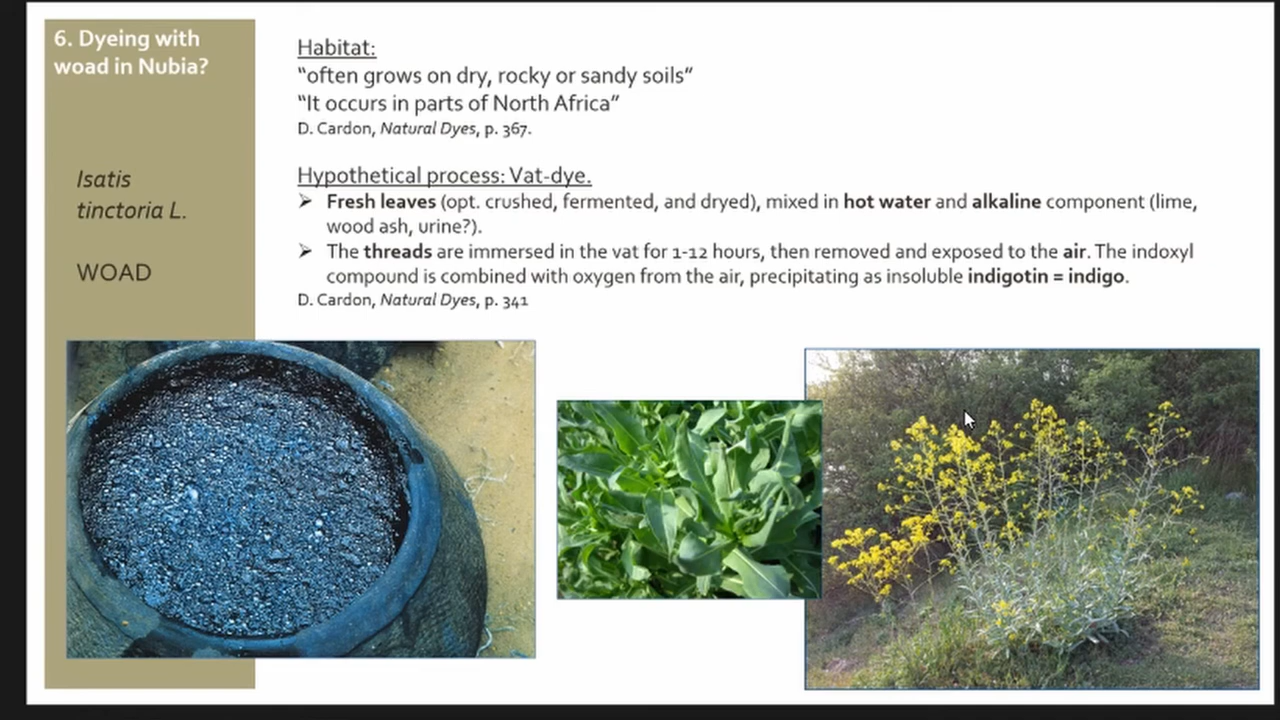 6. Dyeing with
woad in Nubia?
Isatis
tinctoria L.
WOAD
Habitat:
“often grows on dry, rocky or sandy soils”
“It occurs in parts of North Africa”
D. Cardon, Natural Dyes, p. 367.
Hypothetical process: Vat-dye.
➢ Fresh leaves (opt. crushed, fermented, and dryed), mixed in hot water and alkaline component (lime,
wood ash, urine?).
➢ The threads are immersed in the vat for 1-12 hours, then removed and exposed to the air. The indoxyl
compound is combined with oxygen from the air, precipitating as insoluble indigotin = indigo.
D. Cardon, Natural Dyes, p. 341